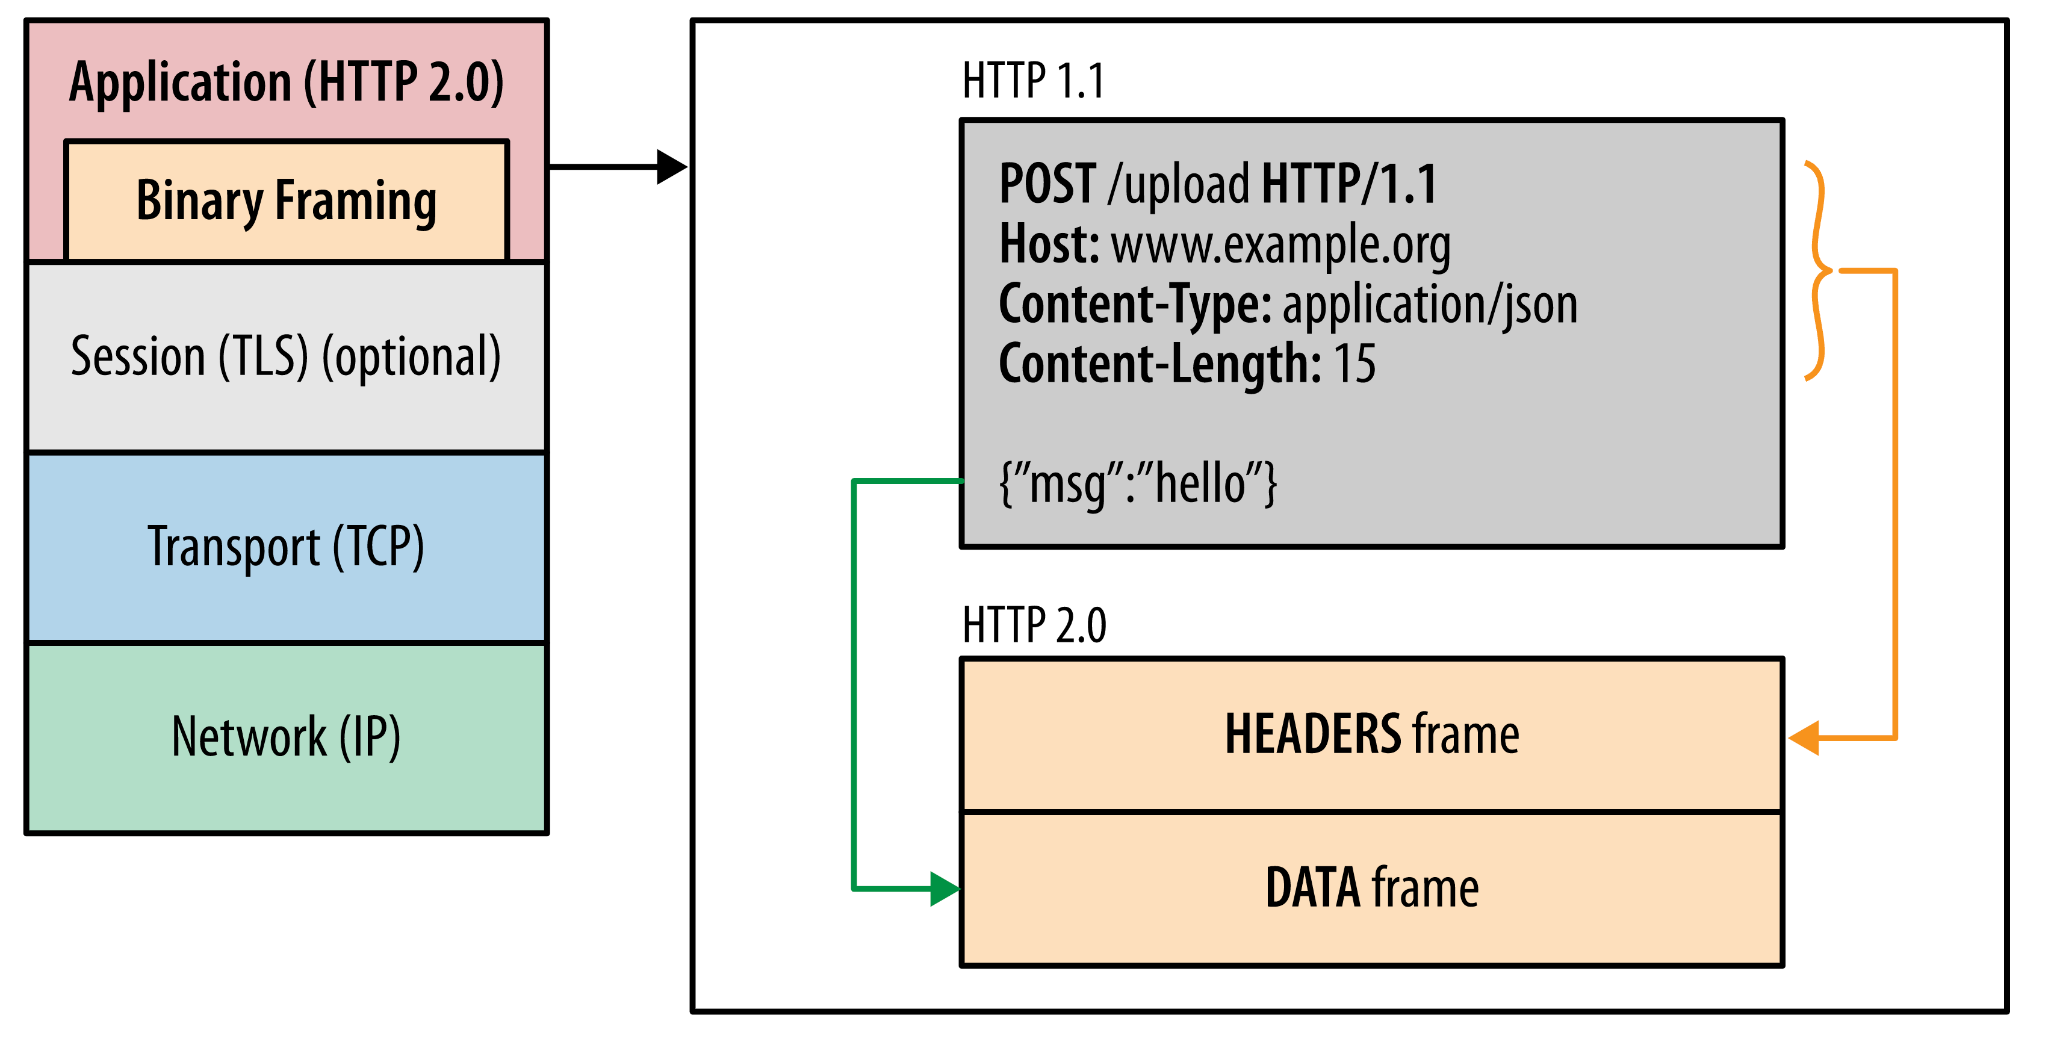 Application (HTTP 2.0)
Binary Framing
Session (TLS) (optional)
Transport (TCP)
Network (IP)
HTTP 1.1
POST /upload HTTP/1.1
Host: www.example.org
Content-Type: application/json
Content-Length: 15
{”msg”:”hello”}
HTTP 2.0
HEADERS frame
DATA frame